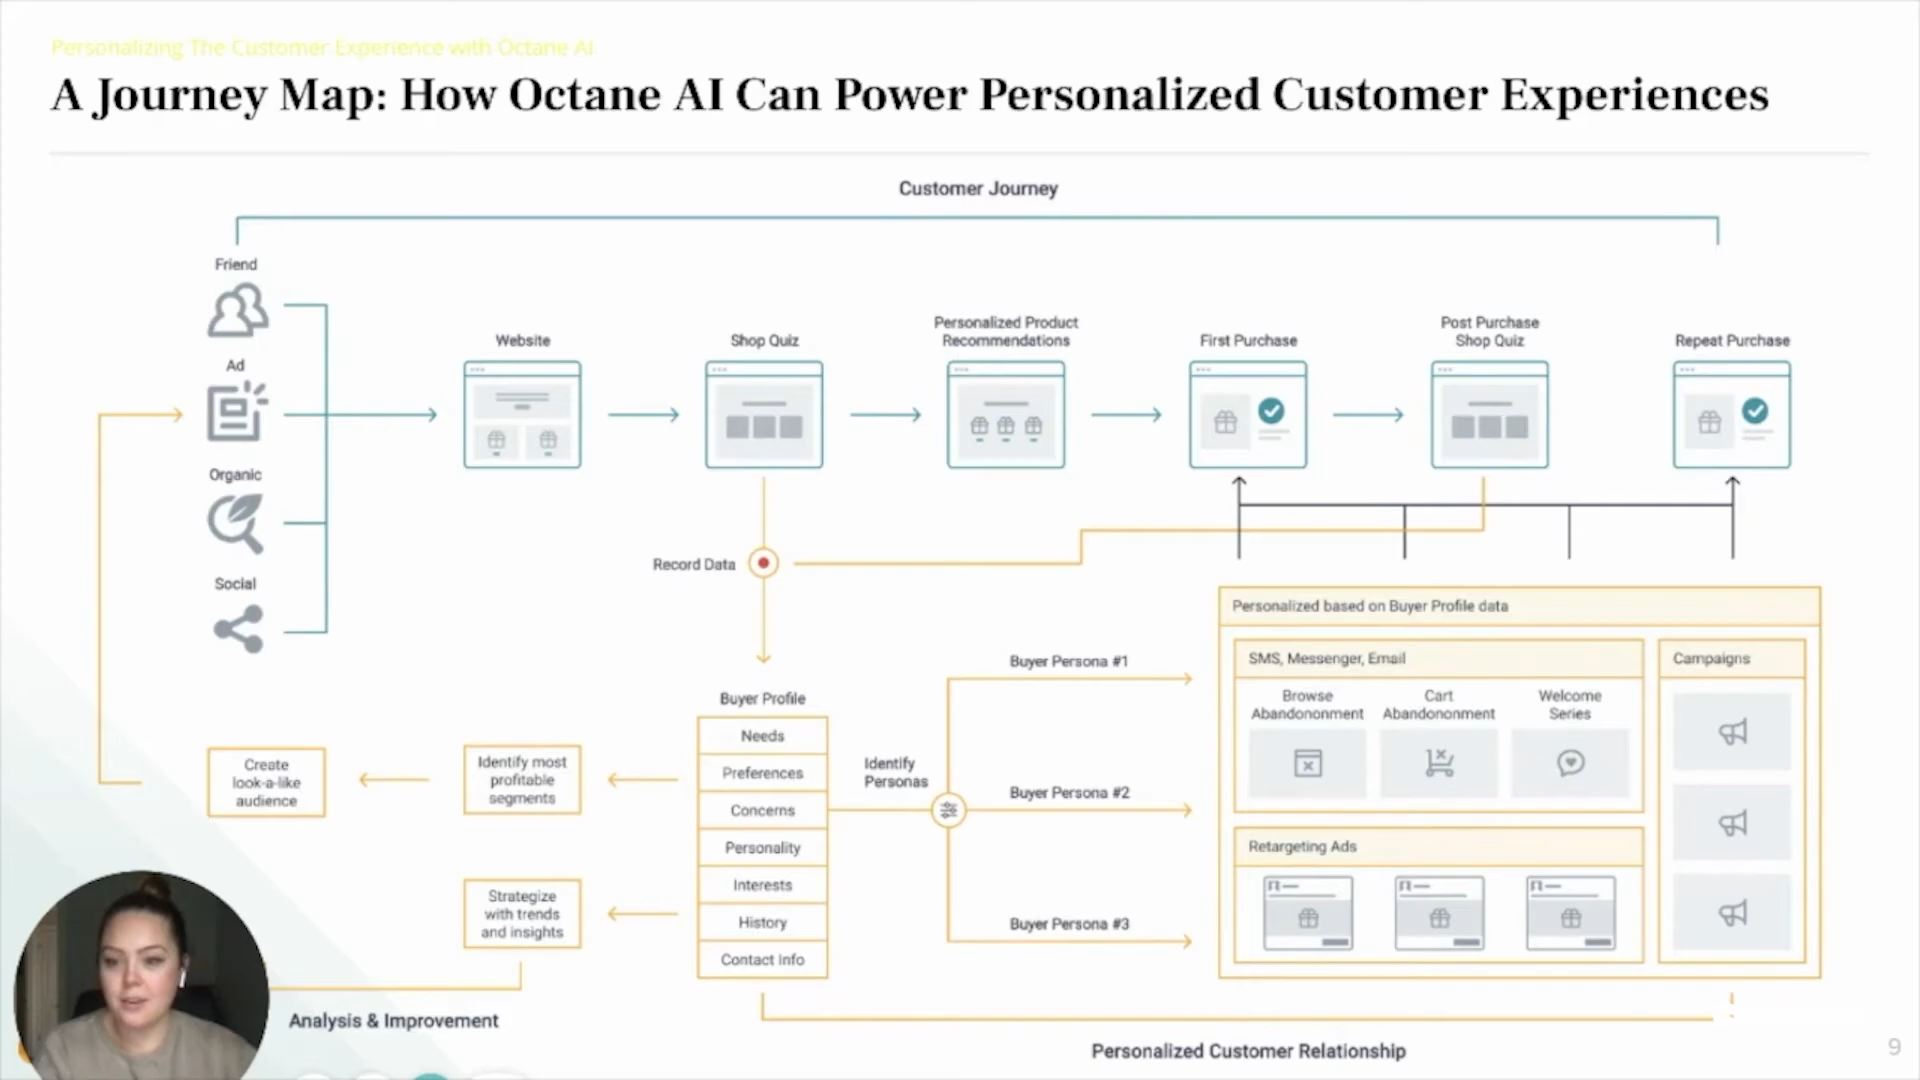 Personalizing The Customer Experience with Octane AI
A Journey Map: How Octane AI Can Power Personalized Customer Experiences
Customer Journey
Friend
Ad
Organic
Social
Website
Shop Quiz
Personalized Product
Recommendations
First Purchase
Post Purchase
Shop Quiz
Repeat Purchase
Record Data
Buyer Profile
Needs
Preferences
Concerns
Personality
Interests
History
Contact Info
Identify most
profitable
segments
Create
look-a-like
audience
Strategize
with trends
and insights
Analysis & Improvement
Identify
Personas
Buyer Persona #1
Buyer Persona #2
Buyer Persona #3
Personalized based on Buyer Profile data
SMS, Messenger, Email
Browse
Abandononment
Cart
Abandononment
Welcome
Series
Retargeting Ads
Campaigns
Personalized Customer Relationship
9